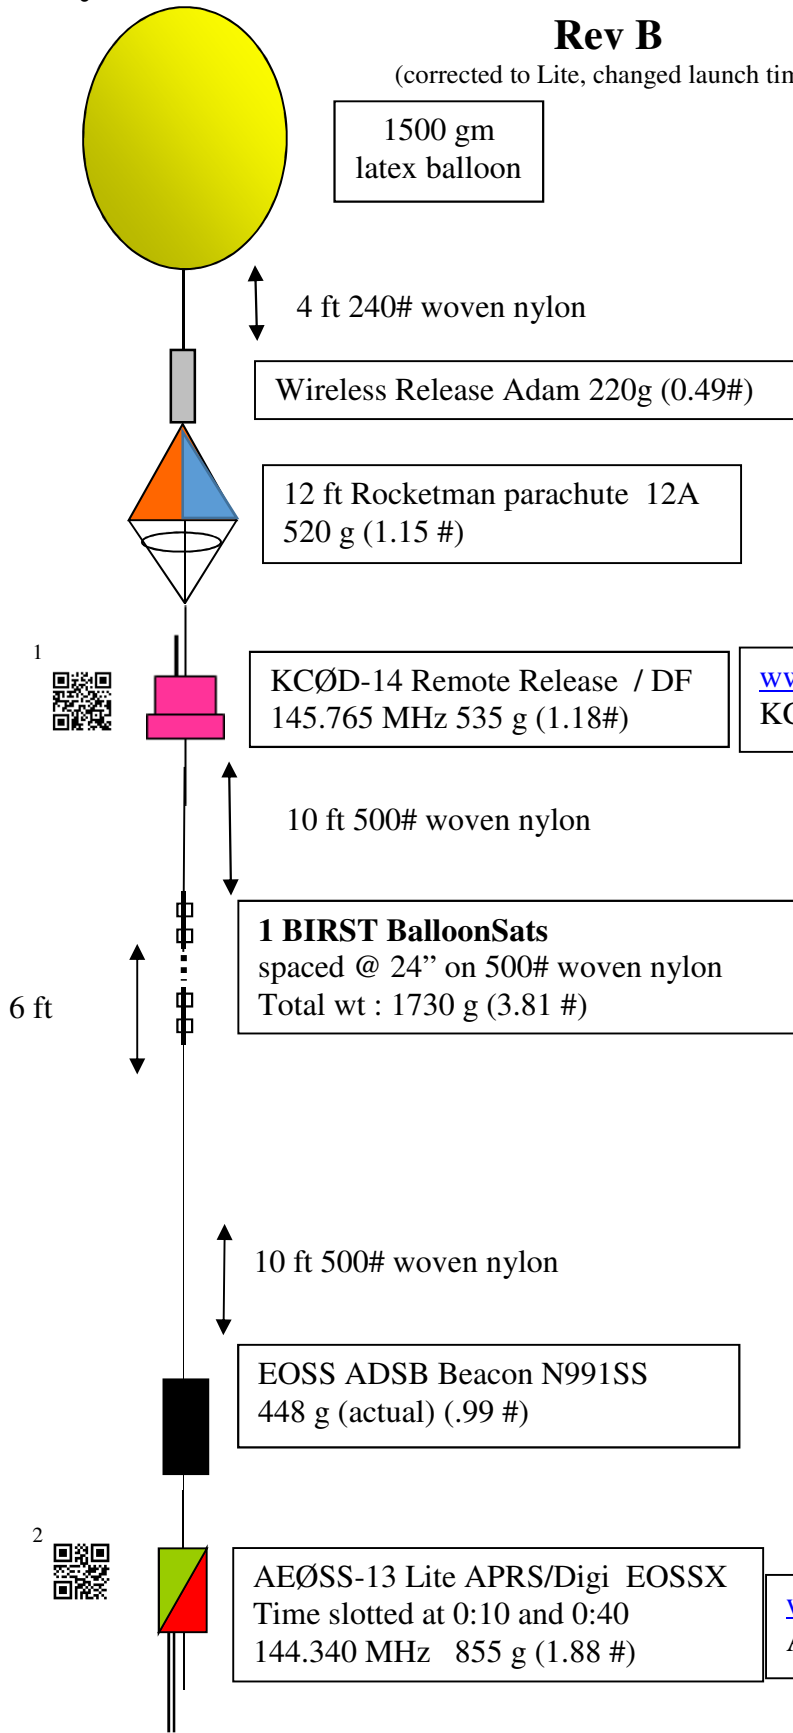 Rev B
(corrected to Lite, changed launch tim
1500 gm
latex balloon
4 ft 240# woven nylon
Wireless Release Adam 220g (0.49#)
12 ft Rocketman parachute 12A
520 g (1.15 #)
1
KCØD-14 Remote Release / DF
145.765 MHz 535 g (1.18#)
10 ft 500# woven nylon
1 BIRST BalloonSats
spaced @ 24” on 500# woven nylon
Total wt : 1730 g (3.81 #)
6 ft
10 ft 500# woven nylon
EOSS ADSB Beacon N991SS
448 g (actual) (.99 #)
2
AEØSS-13 Lite APRS/Digi EOSSX
Time slotted at 0:10 and 0:40
144.340 MHz 855 g (1.88 #)